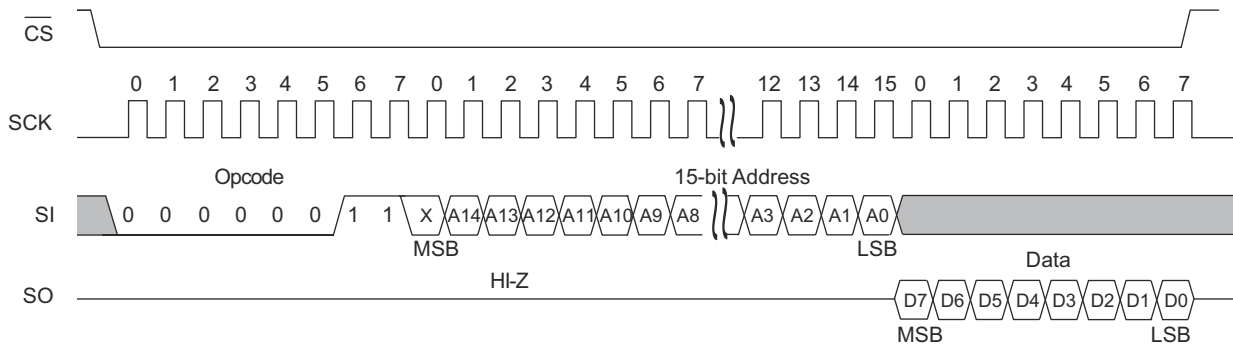 CS
0 1 2 3 4 5 6 7 0 1 2 3 4 5 6 7 12 13 14 15 0 1 2 3 4 5 6 7
SCK
Opcode 15-bit Address
SI 0 0 0 0 0 0 1 1 X A14 A13 A12 A11 A10 A9 A8 A3 A2 A1 A0
MSB LSB
HI-Z Data
SO D7 D6 D5 D4 D3 D2 D1 D0
MSB LSB